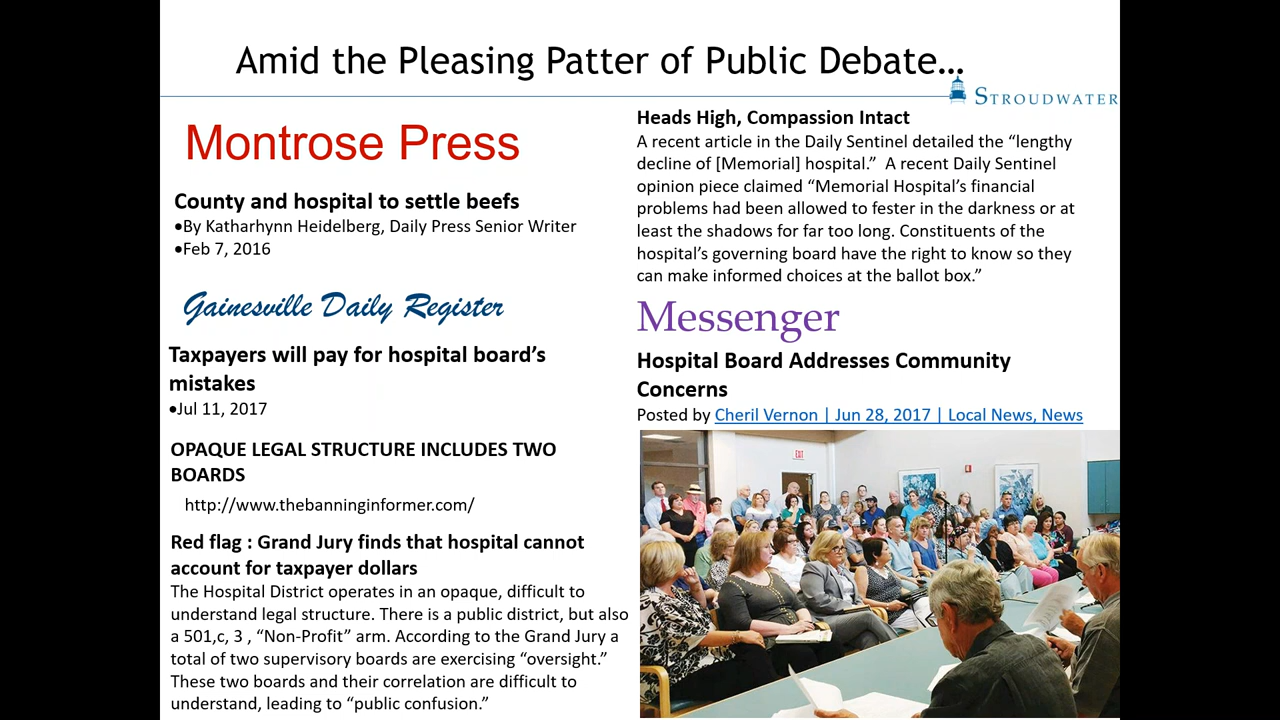 Amid the Pleasing Patter of Public Debate…
STROUDWATER
Montrose Press
County and hospital to settle beefs
•By Katharhynn Heidelberg, Daily Press Senior Writer
•Feb 7, 2016
Gainesville Daily Register
Taxpayers will pay for hospital board’s
mistakes
•Jul 11, 2017
OPAQUE LEGAL STRUCTURE INCLUDES TWO
BOARDS
http://www.thebanninginformer.com/
Red flag : Grand Jury finds that hospital cannot
account for taxpayer dollars
The Hospital District operates in an opaque, difficult to
understand legal structure. There is a public district, but also
a 501,c, 3 , “Non-Profit” arm. According to the Grand Jury a
total of two supervisory boards are exercising “oversight.”
These two boards and their correlation are difficult to
understand, leading to “public confusion.”
Heads High, Compassion Intact
A recent article in the Daily Sentinel detailed the “lengthy
decline of [Memorial] hospital.”  A recent Daily Sentinel
opinion piece claimed “Memorial Hospital’s financial
problems had been allowed to fester in the darkness or at
least the shadows for far too long. Constituents of the
hospital’s governing board have the right to know so they
can make informed choices at the ballot box.”
Messenger
Hospital Board Addresses Community
Concerns
Posted by Cheril Vernon | Jun 28, 2017 | Local News, News
EXIT